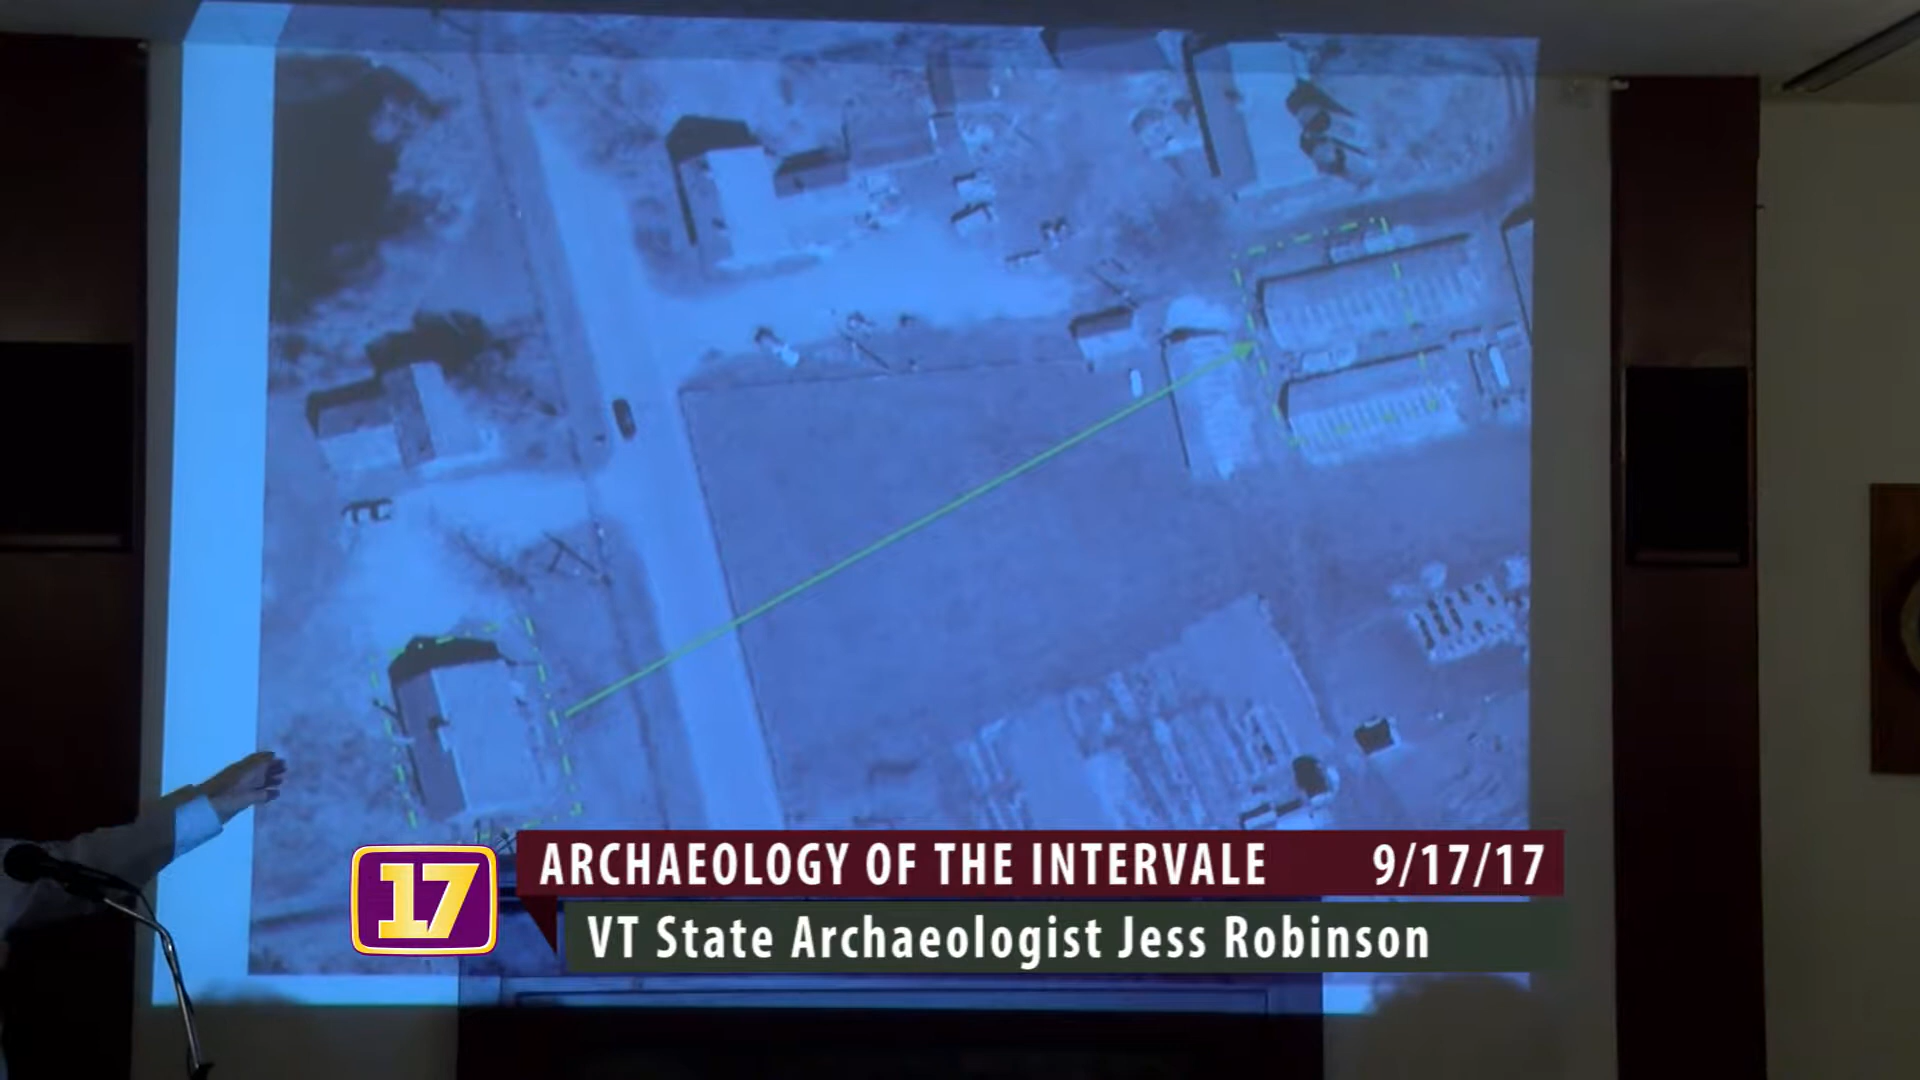 17
ARCHAEOLOGY OF THE INTERVALE 9/17/17
VT State Archaeologist Jess Robinson